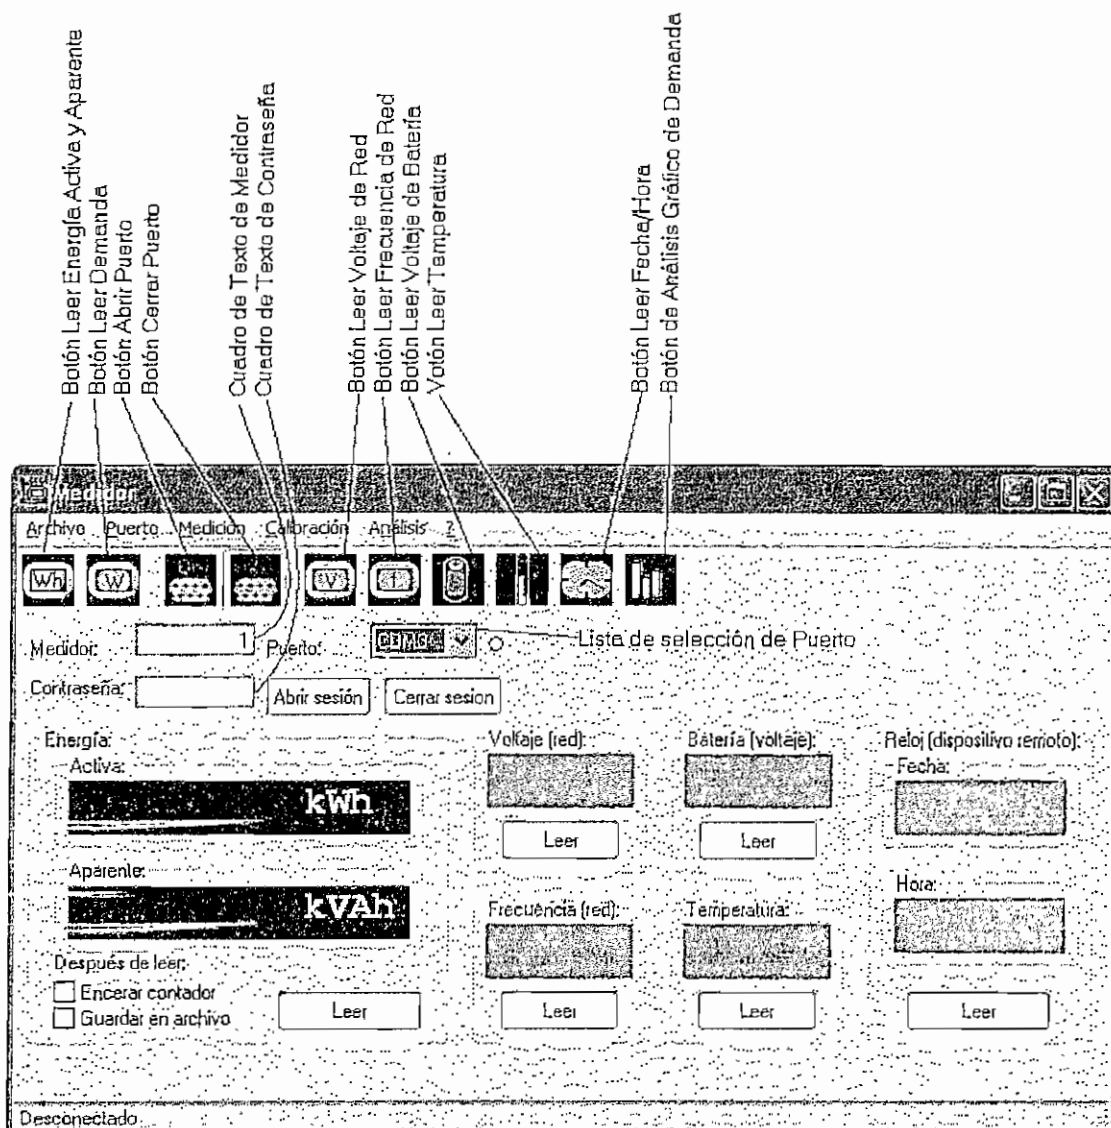 Botón Leer Energía Activa y Aparente
Botón Leer Demanda
Botón Abrir Puerto
Botón Cerrar Puerto
Cuadro de Texto de Medidor
Cuadro de Texto de Contraseña
Botón Leer Voltaje de Red
Botón Leer Frecuencia de Red
Botón Leer Voltaje de Batería
Votón Leer Temperatura
Botón Leer Fecha/Hora
Botón de Análisis Gráfico de Demanda
Medidor
Archivo Puerto Medición Calibración Análisis ?
Wh W V f
Medidor: 1 Puerto: Lista de selección de Puerto
Contraseña: Abrir sesión Cerrar sesion
Energía: Voltaje (red): Batería (voltaje): Reloj (dispositivo remoto):
Activa: Fecha:
kWh
Leer Leer
Aparente: Hora:
kVAh
Frecuencia (red): Temperatura:
Después de leer:
Encerar contador
Guardar en archivo
Leer Leer Leer Leer
Desconectado